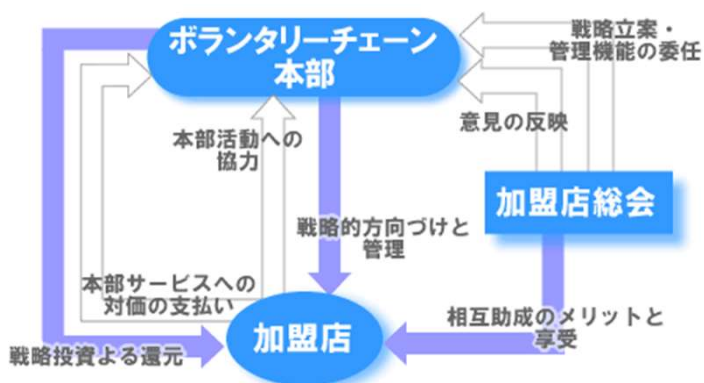 ボランタリーチェーン
本部
戦略立案・
管理機能の委任
意見の反映
本部活動への
協力
加盟店総会
戦略的方向づけと
管理
本部サービスへの
対価の支払い
加盟店
相互助成のメリットと
享受
戦略投資よる還元